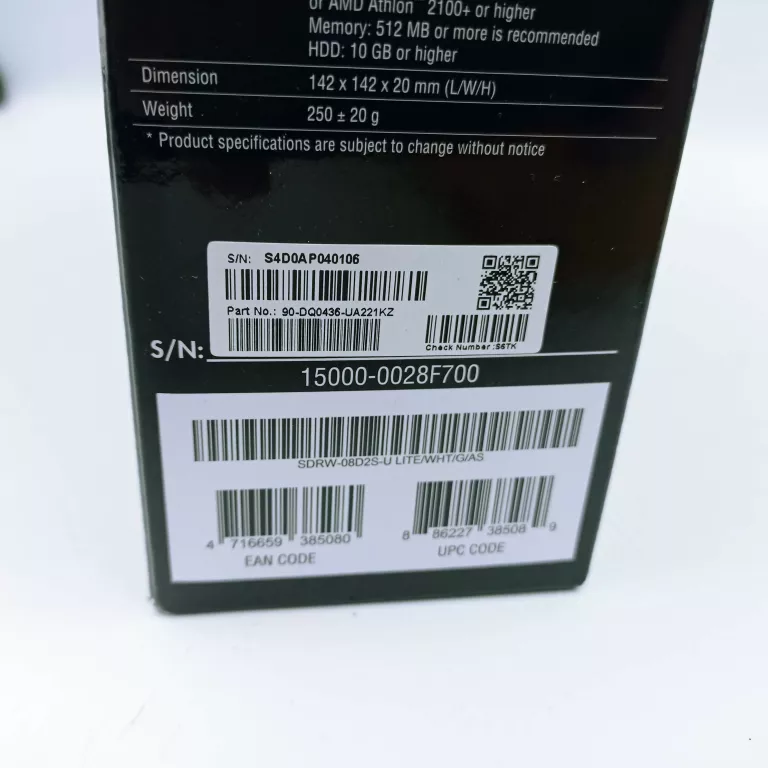 or AMD Athlon™ 2100+ or higher
Memory: 512 MB or more is recommended
HDD: 10 GB or higher
Dimension 142 x 142 x 20 mm (L/W/H)
Weight 250 ± 20 g
* Product specifications are subject to change without notice
S/N: S4D0AP040106
Part No.: 90-DQ0436-UA221KZ
Check Number :S6TK
S/N:
15000-0028F700
SDRW-08D2S-U LITE/WHT/G/AS
4 716659 385080
EAN CODE
8 86227 38508 9
UPC CODE